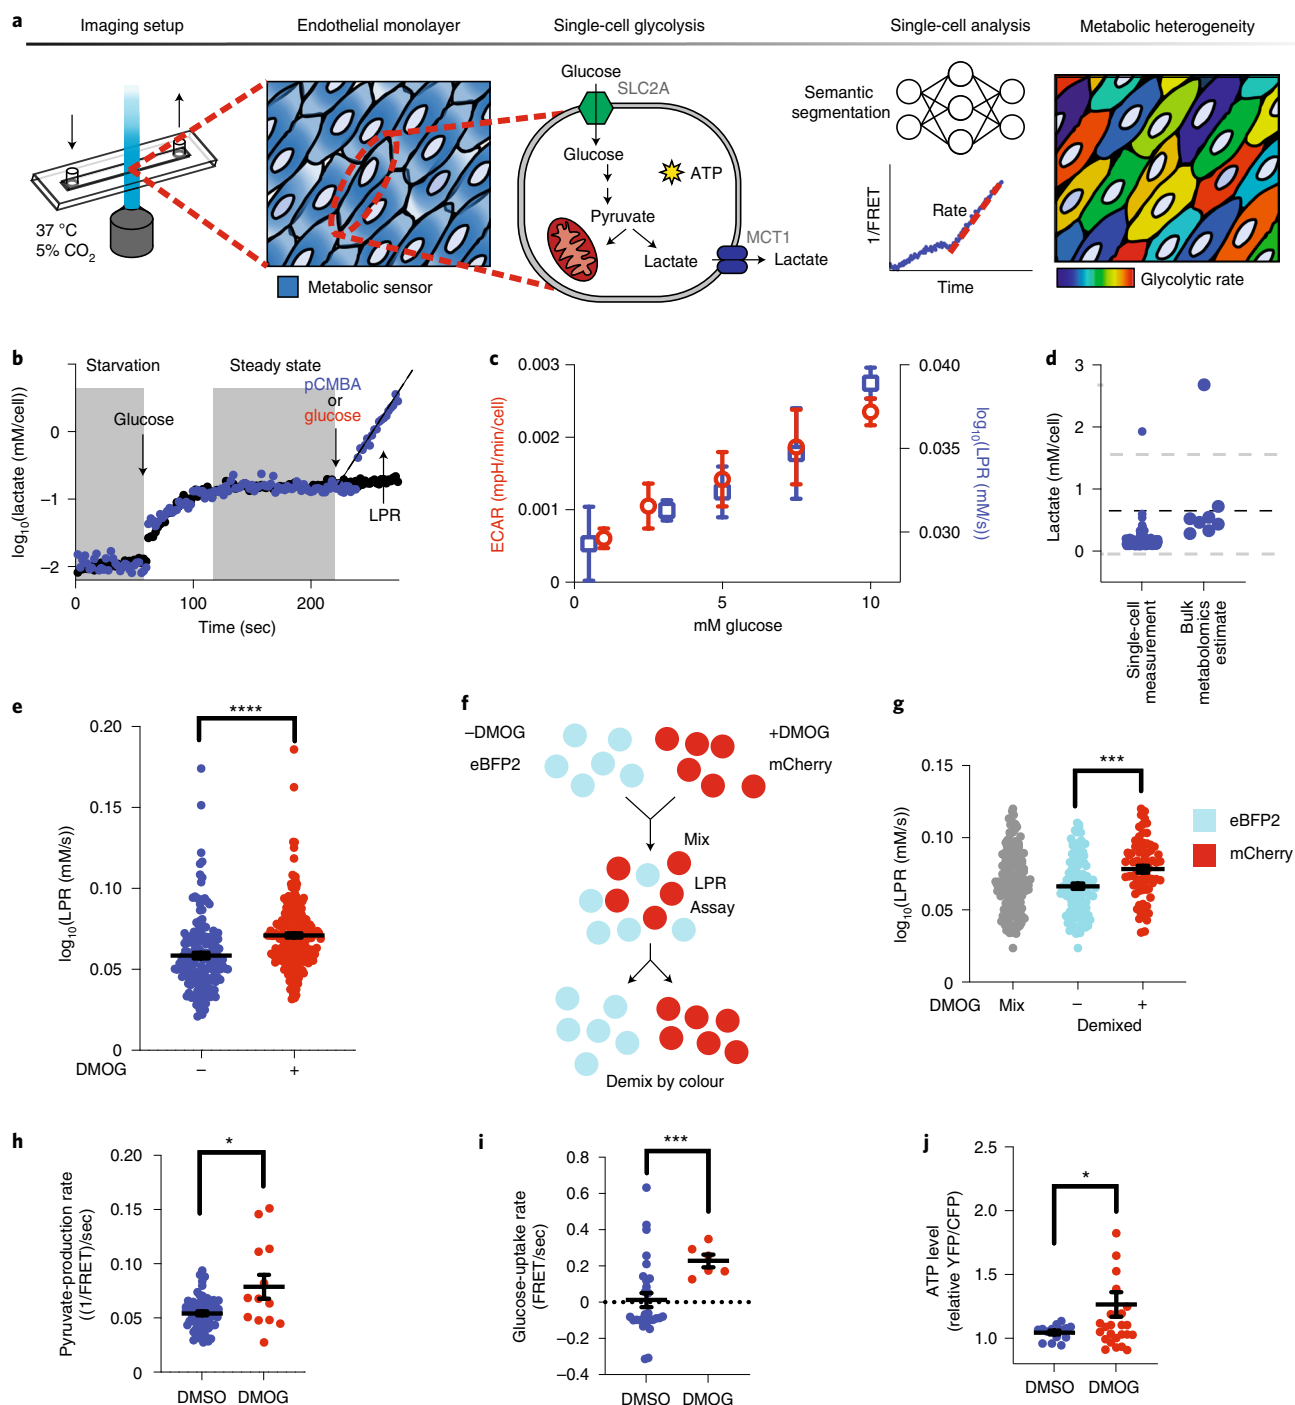 a
Imaging setup
Endothelial monolayer
Single-cell glycolysis
Single-cell analysis
Metabolic heterogeneity
37 °C
5% CO2
Metabolic sensor
Glucose
SLC2A
Glucose
ATP
Pyruvate
Lactate
MCT1
Lactate
Semantic
segmentation
1/FRET
Rate
Time
Glycolytic rate
b
Starvation
Steady state
pCMBA
or
glucose
Glucose
LPR
log10(lactate (mM/cell))
0
–1
–2
0
100
200
Time (sec)
c
ECAR (mpH/min/cell)
0.003
0.002
0.001
0
0
5
10
mM glucose
0.040
0.035
0.030
log10(LPR (mM/s))
d
Lactate (mM/cell)
3
2
1
0
Single-cell
measurement
Bulk
metabolomics
estimate
e
****
log10(LPR (mM/s))
0.20
0.15
0.10
0.05
0
DMOG
–
+
f
–DMOG
eBFP2
+DMOG
mCherry
Mix
LPR
Assay
Demix by colour
g
***
log10(LPR (mM/s))
0.15
0.10
0.05
0
DMOG
Mix
–
+
Demixed
eBFP2
mCherry
h
*
Pyruvate-production rate
((1/FRET)/sec)
0.20
0.15
0.10
0.05
0
DMSO
DMOG
i
***
Glucose-uptake rate
(FRET/sec)
0.8
0.6
0.4
0.2
0
–0.2
–0.4
DMSO
DMOG
j
*
ATP level
(relative YFP/CFP)
2.5
2.0
1.5
1.0
DMSO
DMOG